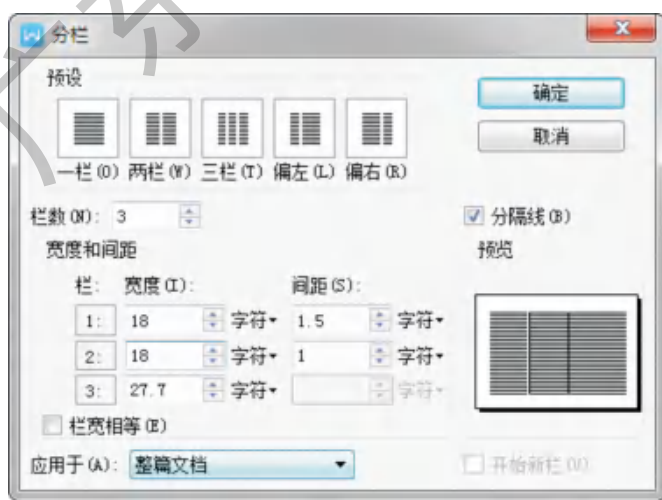 分栏
预设
确定
取消
一栏(O) 两栏(W) 三栏(T) 偏左(L) 偏右(R)
栏数(N): 3
分隔线(B)
宽度和间距
预览
栏: 宽度(I): 间距(S):
1: 18 字符 1.5 字符
2: 18 字符 1 字符
3: 27.7 字符 字符
栏宽相等(E)
应用于(A): 整篇文档
开始新栏(U)